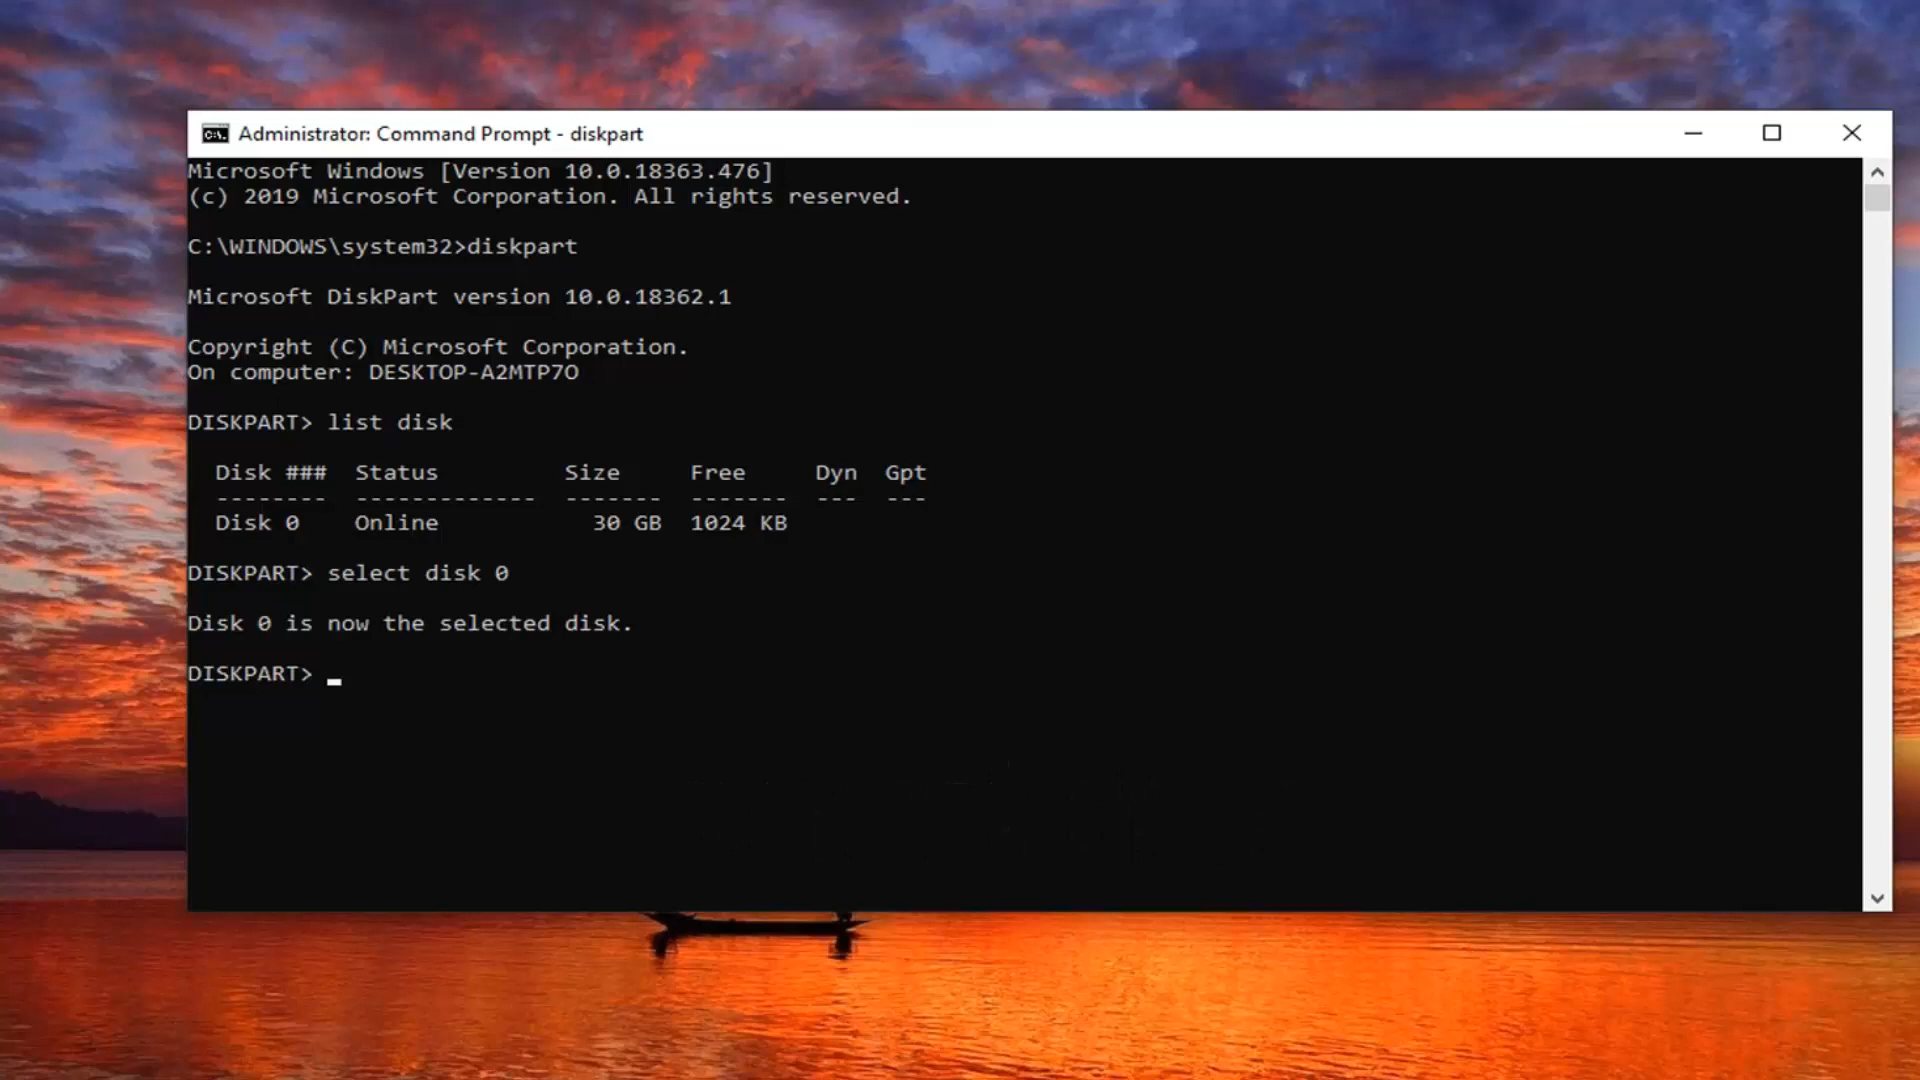 Administrator: Command Prompt - diskpart
Microsoft Windows [Version 10.0.18363.476]
(c) 2019 Microsoft Corporation. All rights reserved.
C:\WINDOWS\system32>diskpart
Microsoft DiskPart version 10.0.18362.1
Copyright (C) Microsoft Corporation.
On computer: DESKTOP-A2MTP7O
DISKPART> list disk
Disk ###  Status         Size     Free     Dyn  Gpt
--------  -------------  -------  -------  ---  ---
Disk 0    Online           30 GB  1024 KB
DISKPART> select disk 0
Disk 0 is now the selected disk.
DISKPART>